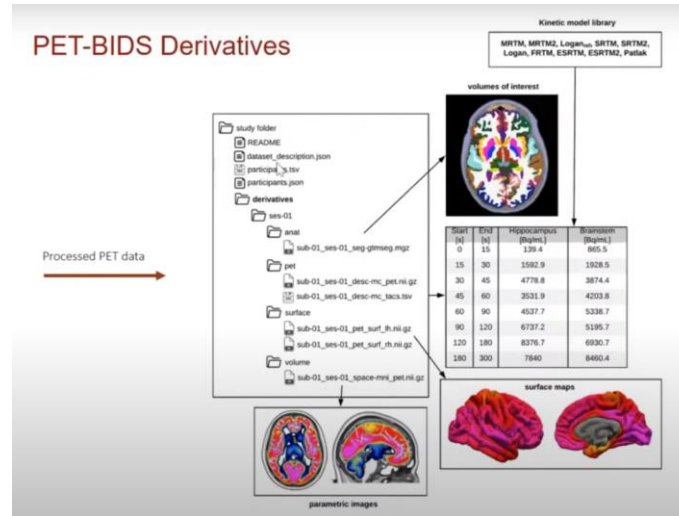 PET-BIDS Derivatives
Kinetic model library
MRTM, MRTM2, Logan
SRTM, SRTM2,
Logan, FRTM, ESRTM, ESRTM2, Patlak
volumes of interest
study folder
README
dataset_description.json
participants.tsv
participants.json
derivatives
ses-01
anat
sub-01_ses-01_seg-gtmseg.mgz
pet
sub-01_ses-01_desc-mc_pet.nii.gz
sub-01_ses-01_desc-mc_tacs.tsv
surface
sub-01_ses-01_pet_surf_lh.nii.gz
sub-01_ses-01_pet_surf_rh.nii.gz
volume
sub-01_ses-01_space-mni_pet.nii.gz
Processed PET data
Start End Hippocampus Brainstem
[s] [s] [Bq/mL] [Bq/mL]
0 15 139.4 865.5
15 30 1592.9 1928.5
30 45 4778.8 3874.4
45 60 3531.9 4203.8
60 90 4537.7 5338.7
90 120 6737.2 5195.7
120 180 8376.7 6930.7
180 300 7840 8460.4
surface maps
parametric images